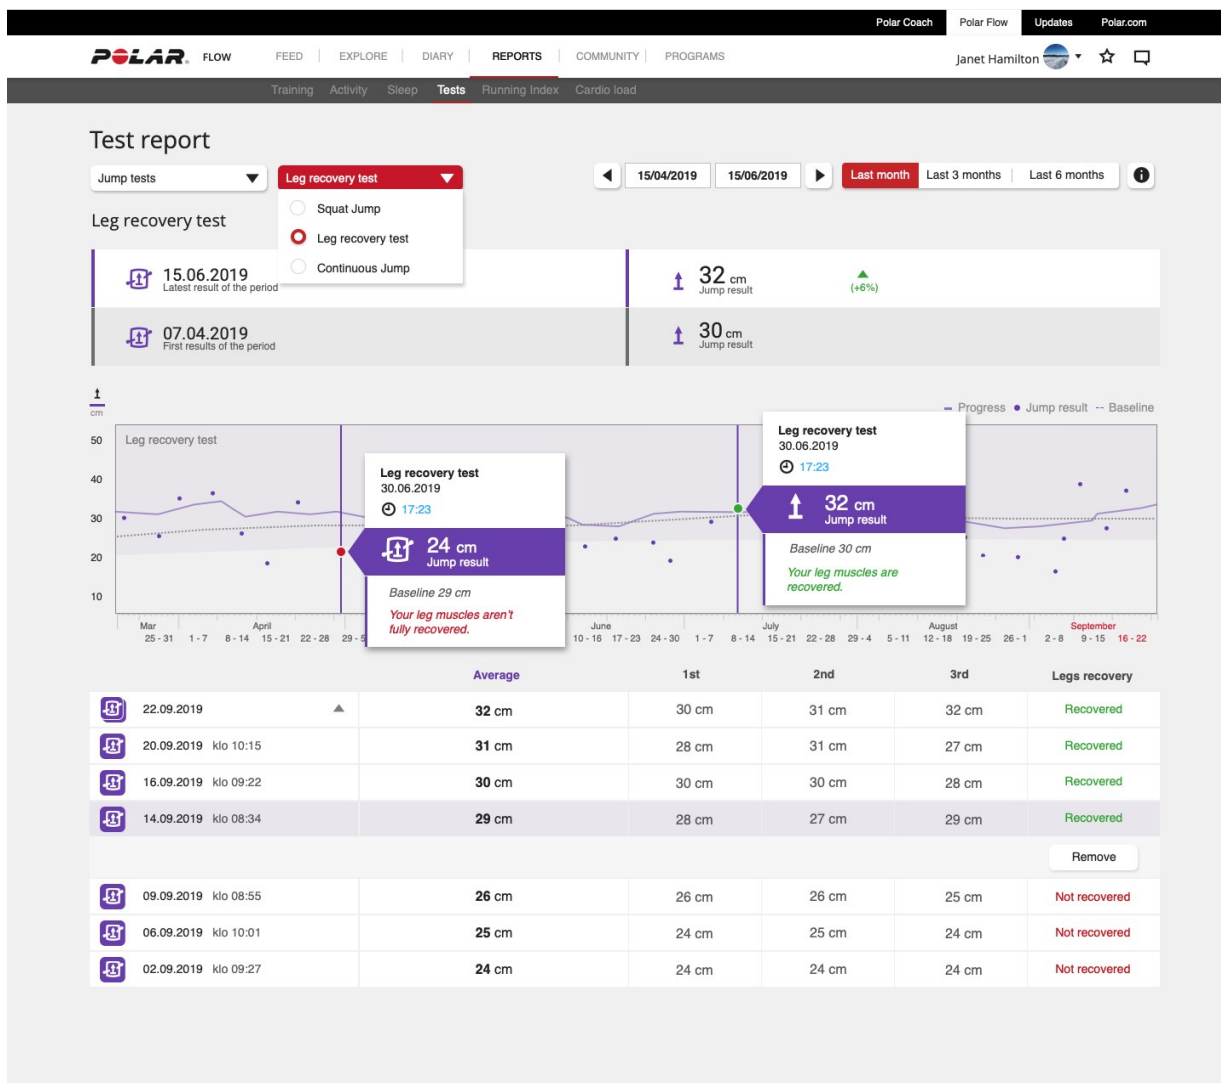 Polar Coach Polar Flow Updates Polar.com
POLAR. FLOW FEED EXPLORE DIARY REPORTS COMMUNITY PROGRAMS Janet Hamilton
Training Activity Sleep Tests Running Index Cardio load
Test report
Jump tests Leg recovery test 15/04/2019 15/06/2019 Last month Last 3 months Last 6 months i
Squat Jump
Leg recovery test
Leg recovery test
Continuous Jump
15.06.2019 32 cm
Latest result of the period Jump result (+6%)
07.04.2019 30 cm
First results of the period Jump result
cm
Progress Jump result Baseline
50 Leg recovery test
40
30
20
10
Leg recovery test
30.06.2019
17:23
24 cm
Jump result
Baseline 29 cm
Your leg muscles aren't
fully recovered.
Leg recovery test
30.06.2019
17:23
32 cm
Jump result
Baseline 30 cm
Your leg muscles are
recovered.
Mar April June July August September
25 - 31 1 - 7 8 - 14 15 - 21 22 - 28 29 - 5 10 - 16 17 - 23 24 - 30 1 - 7 8 - 14 15 - 21 22 - 28 29 - 4 5 - 11 12 - 18 19 - 25 26 - 1 2 - 8 9 - 15 16 - 22
Average 1st 2nd 3rd Legs recovery
22.09.2019 32 cm 30 cm 31 cm 32 cm Recovered
20.09.2019 klo 10:15 31 cm 28 cm 31 cm 27 cm Recovered
16.09.2019 klo 09:22 30 cm 30 cm 30 cm 28 cm Recovered
14.09.2019 klo 08:34 29 cm 28 cm 27 cm 29 cm Recovered
Remove
09.09.2019 klo 08:55 26 cm 26 cm 26 cm 25 cm Not recovered
06.09.2019 klo 10:01 25 cm 24 cm 25 cm 24 cm Not recovered
02.09.2019 klo 09:27 24 cm 24 cm 24 cm 24 cm Not recovered